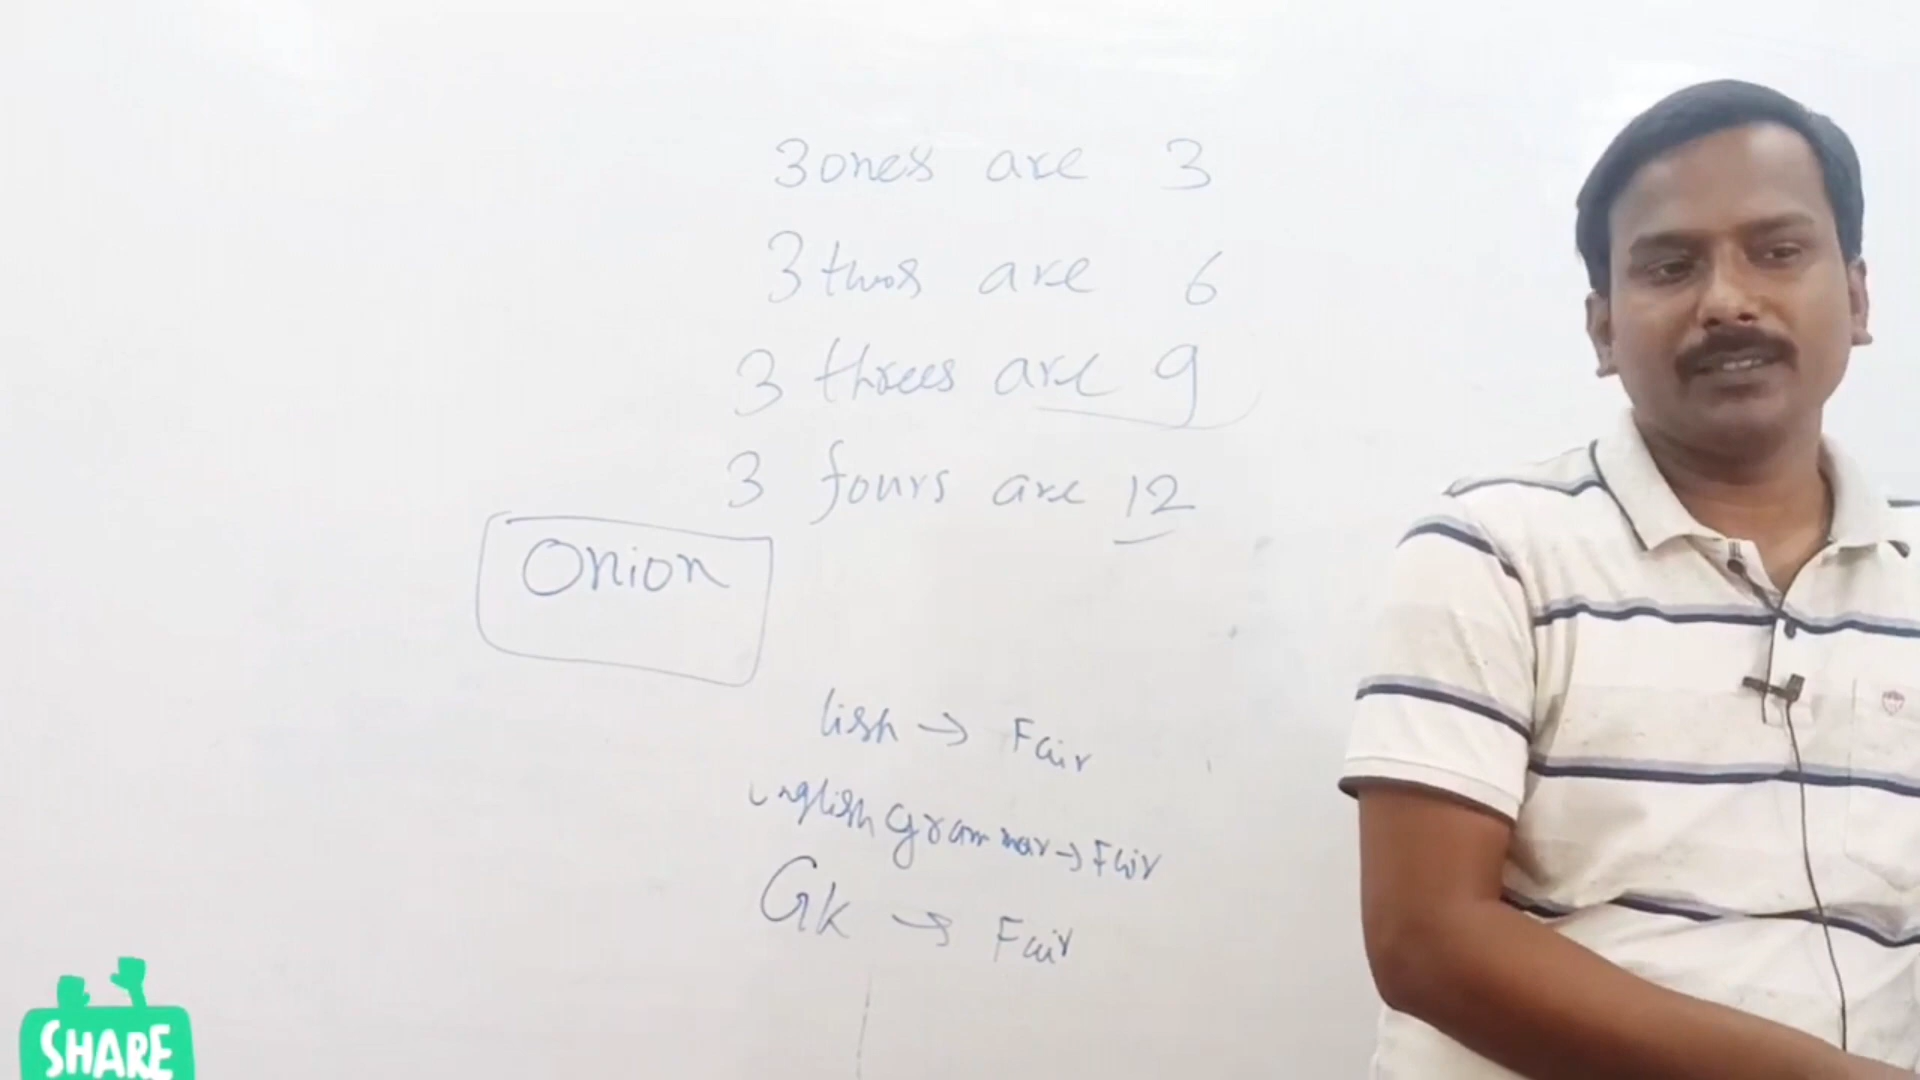 3 ones are 3
3 twos are 6
3 threes are 9
3 fours are 12
Onion
lish → Fair
English Grammar → Fair
GK → Fair
SHARE